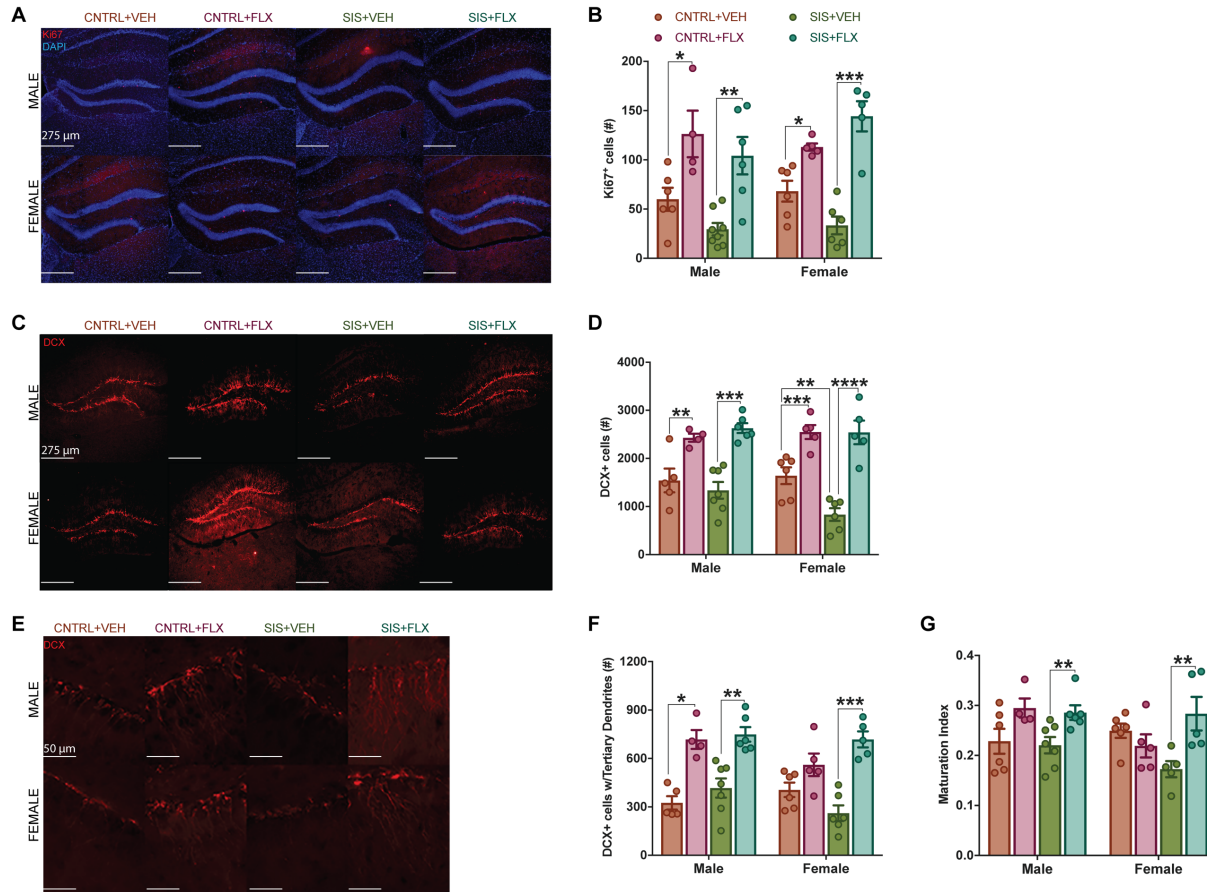 A
CNTRL+VEH CNTRL+FLX SIS+VEH SIS+FLX
Ki67
DAPI
MALE
275 µm
FEMALE
B
CNTRL+VEH SIS+VEH
CNTRL+FLX SIS+FLX
Ki67⁺ cells (#)
200
150
100
50
0
* ** * ***
Male Female
C
CNTRL+VEH CNTRL+FLX SIS+VEH SIS+FLX
DCX
MALE
275 µm
FEMALE
D
DCX+ cells (#)
4000
3000
2000
1000
0
** *** ** *** ****
Male Female
E
CNTRL+VEH CNTRL+FLX SIS+VEH SIS+FLX
DCX
MALE
50 µm
FEMALE
F
DCX+ cells w/Tertiary Dendrites (#)
1200
900
600
300
0
* ** ***
Male Female
G
Maturation Index
0.4
0.3
0.2
0.1
0.0
** **
Male Female